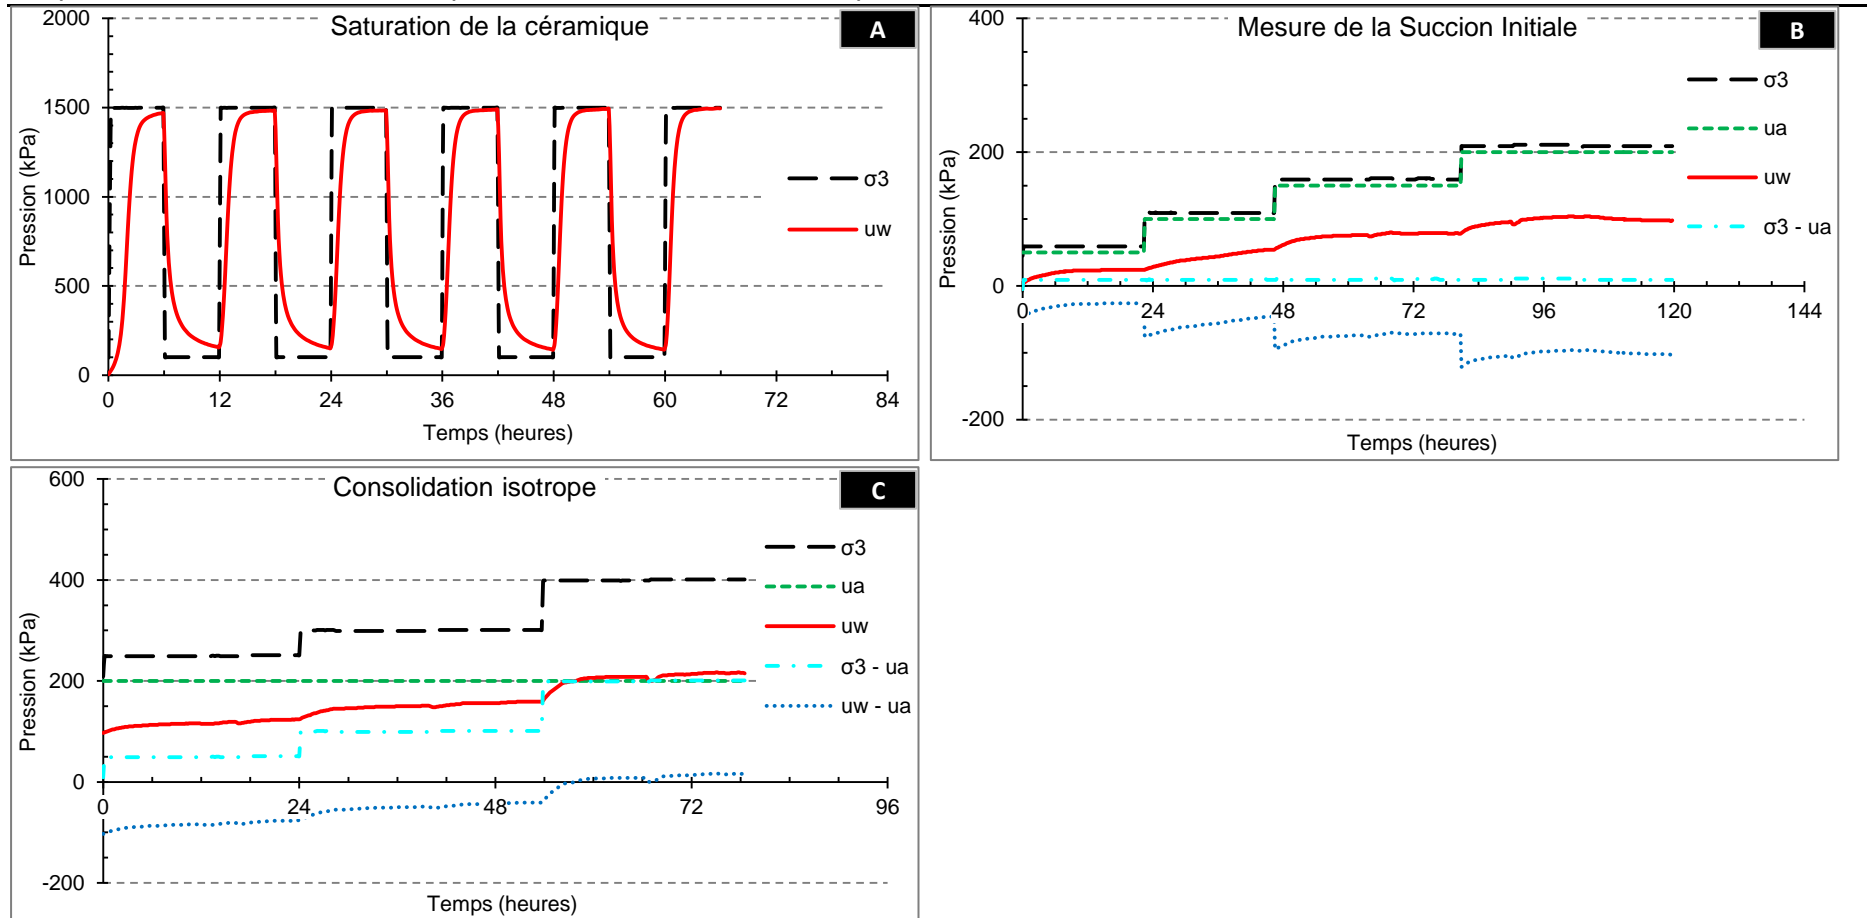 Saturation de la céramique
A
2000
1500
1000
500
0
0 12 24 36 48 60 72 84
Pression (kPa)
Temps (heures)
σ3
uw
Mesure de la Succion Initiale
B
400
200
0
-200
0 24 48 72 96 120 144
Pression (kPa)
Temps (heures)
σ3
ua
uw
σ3 - ua
Consolidation isotrope
C
600
400
200
0
-200
0 24 48 72 96
Pression (kPa)
Temps (heures)
σ3
ua
uw
σ3 - ua
uw - ua